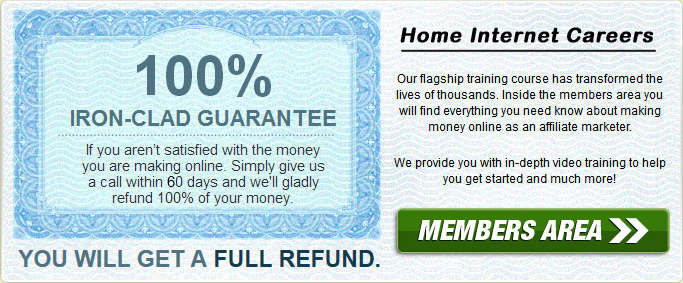 100%
IRON-CLAD GUARANTEE
If you aren't satisfied with the money
you are making online. Simply give us
a call within 60 days and we'll gladly
refund 100% of your money.
YOU WILL GET A FULL REFUND.
Home Internet Careers
Our flagship training course has transformed the
lives of thousands. Inside the members area you
will find everything you need know about making
money online as an affiliate marketer.
We provide you with in-depth video training to help
you get started and much more!
MEMBERS AREA